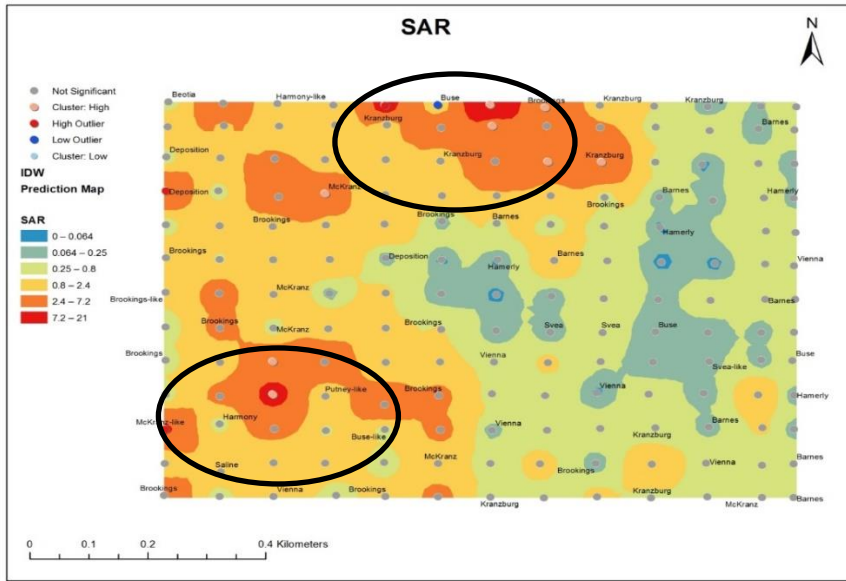 SAR
N
Not Significant
Cluster: High
High Outlier
Low Outlier
Cluster: Low
IDW
Prediction Map
SAR
0 – 0.064
0.064 – 0.25
0.25 – 0.8
0.8 – 2.4
2.4 – 7.2
7.2 – 21
Beotia Harmony-like Buse Brookings Kranzburg Kranzburg
Kranzburg Barnes
Deposition Kranzburg Kranzburg
Deposition McKranz Barnes Hamerly
Brookings Brookings Barnes Brookings
Hamerly
Brookings Deposition Hamerly Barnes Vienna
Brookings-like McKranz Barnes
Brookings McKranz Brookings Svea Svea Buse
Brookings Vienna Svea-like Buse
Putney-like Brookings Vienna Hamerly
McKranz-like Harmony Buse-like Vienna Kranzburg Barnes
Saline McKranz Brookings Vienna Barnes
Brookings Vienna Brookings Kranzburg Barnes
Kranzburg McKranz
0 0.1 0.2 0.4 Kilometers